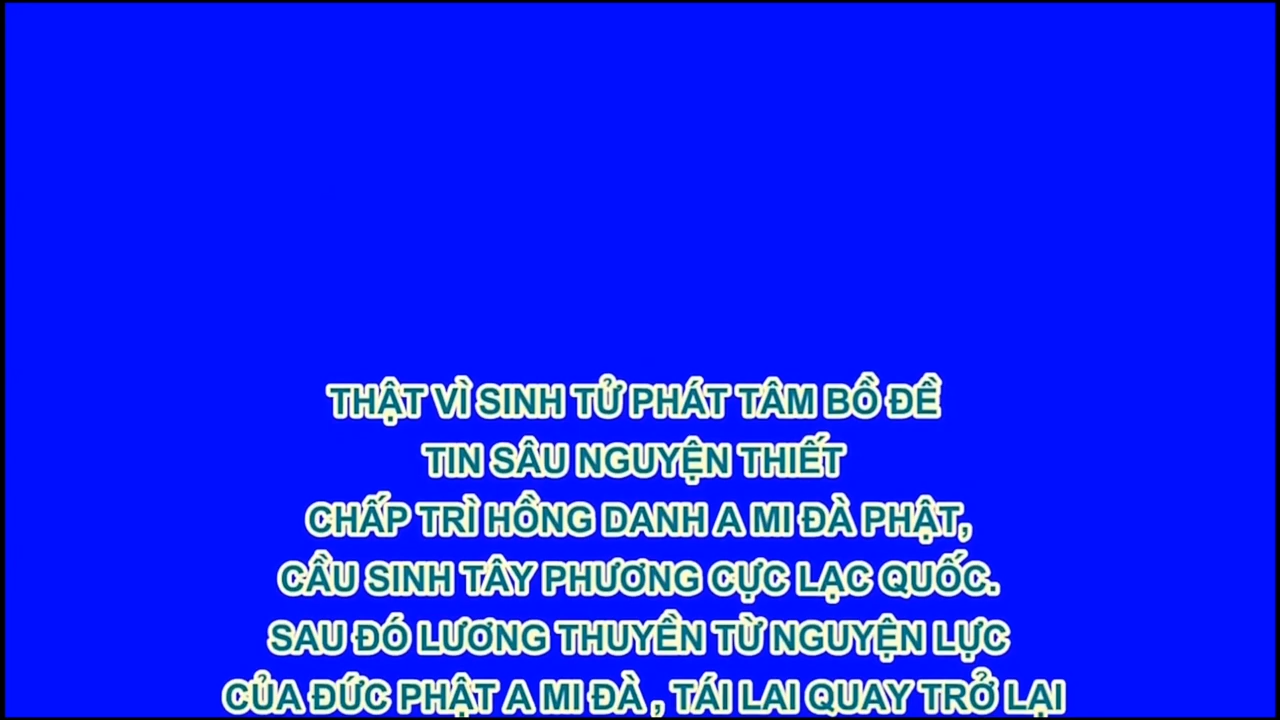 THẬT VÌ SINH TỬ PHÁT TÂM BỒ ĐỀ
TIN SÂU NGUYỆN THIẾT
CHẤP TRÌ HỒNG DANH A MI ĐÀ PHẬT,
CẦU SINH TÂY PHƯƠNG CỰC LẠC QUỐC.
SAU ĐÓ LƯƠNG THUYỀN TỪ NGUYỆN LỰC
CỦA ĐỨC PHẬT A MI ĐÀ , TÁI LAI QUAY TRỞ LẠI